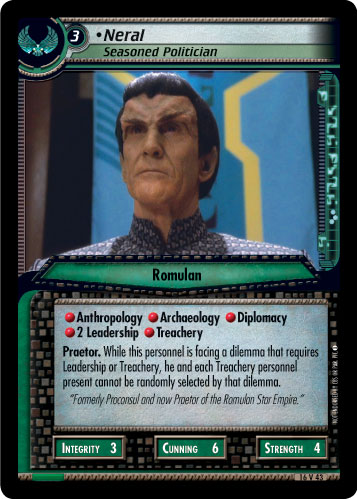 3
•Neral
Seasoned Politician
Romulan
•Anthropology •Archaeology •Diplomacy
•2 Leadership •Treachery
Praetor. While this personnel is facing a dilemma that requires
Leadership or Treachery, he and each Treachery personnel
present cannot be randomly selected by that dilemma.
"Formerly Proconsul and now Praetor of the Romulan Star Empire."
INTEGRITY 3 CUNNING 6 STRENGTH 4
16 V 43